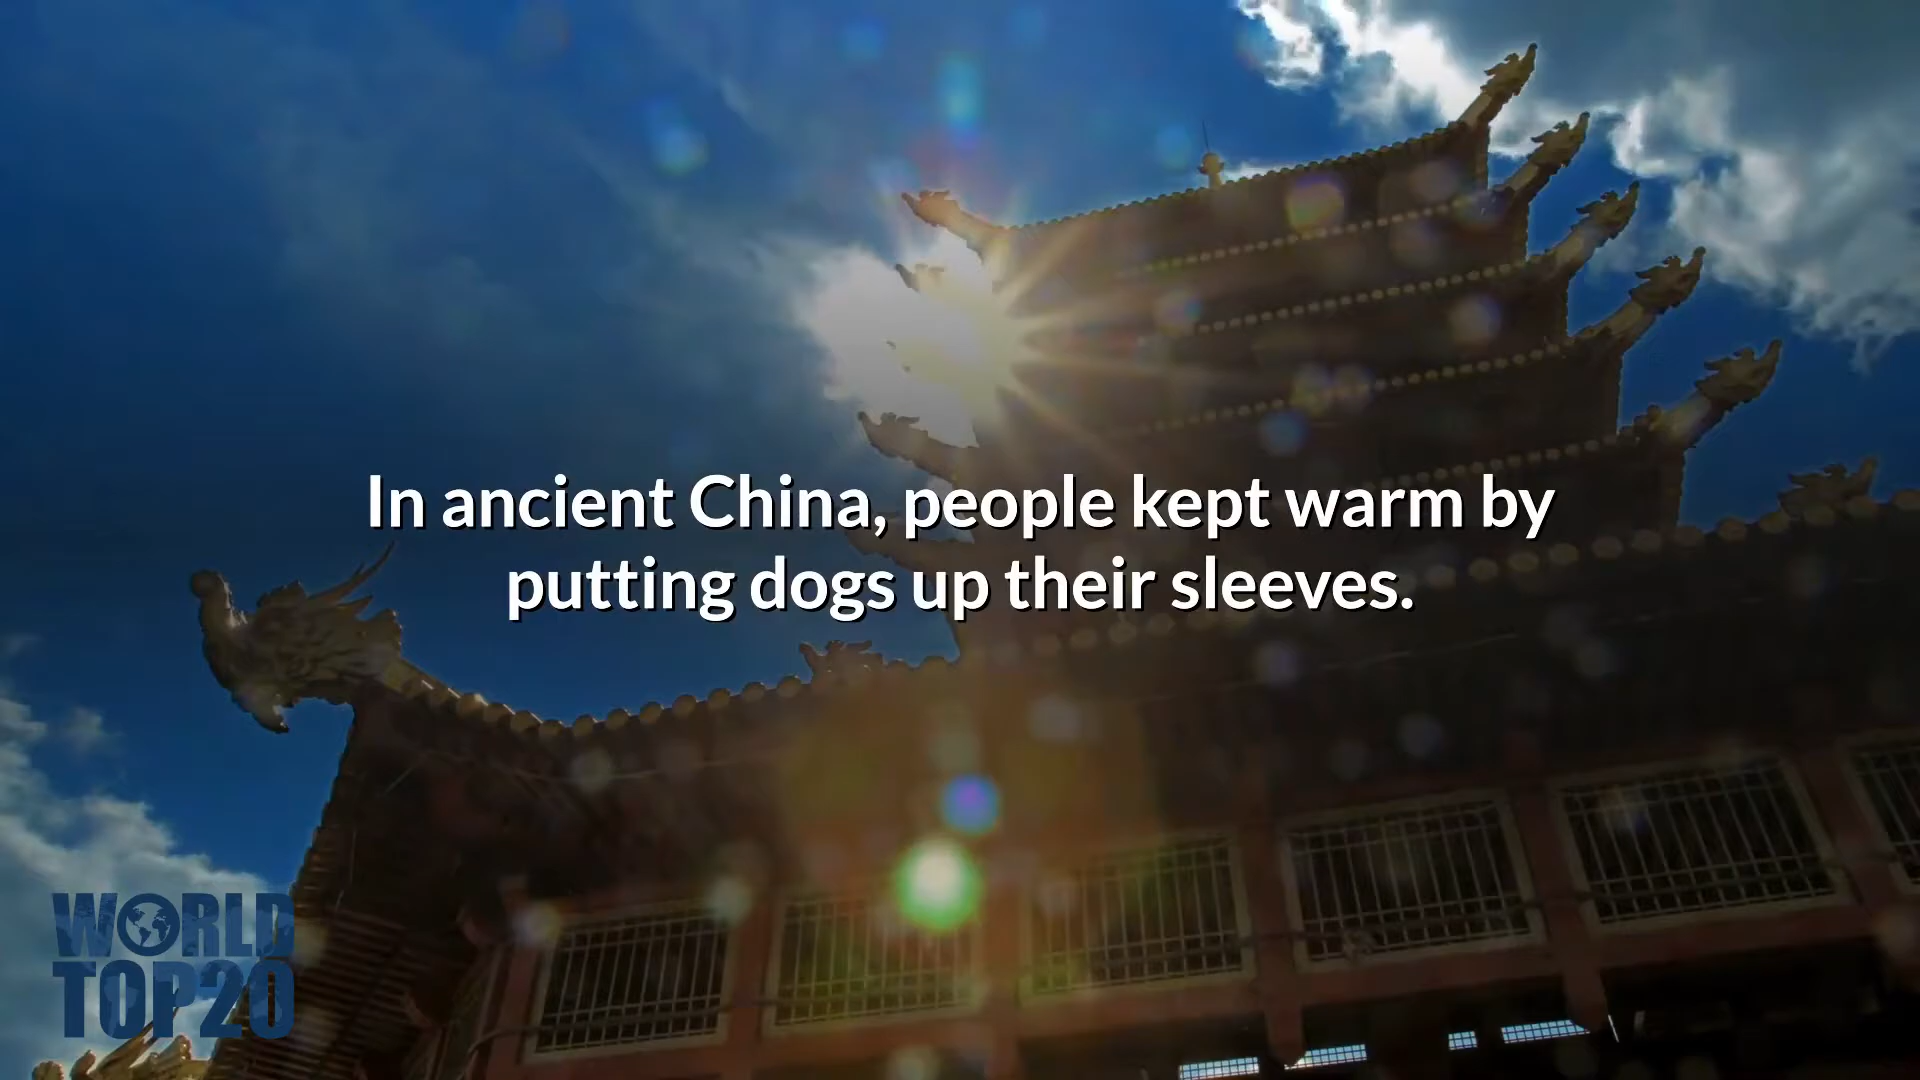 In ancient China, people kept warm by
putting dogs up their sleeves.
WORLD
TOP20